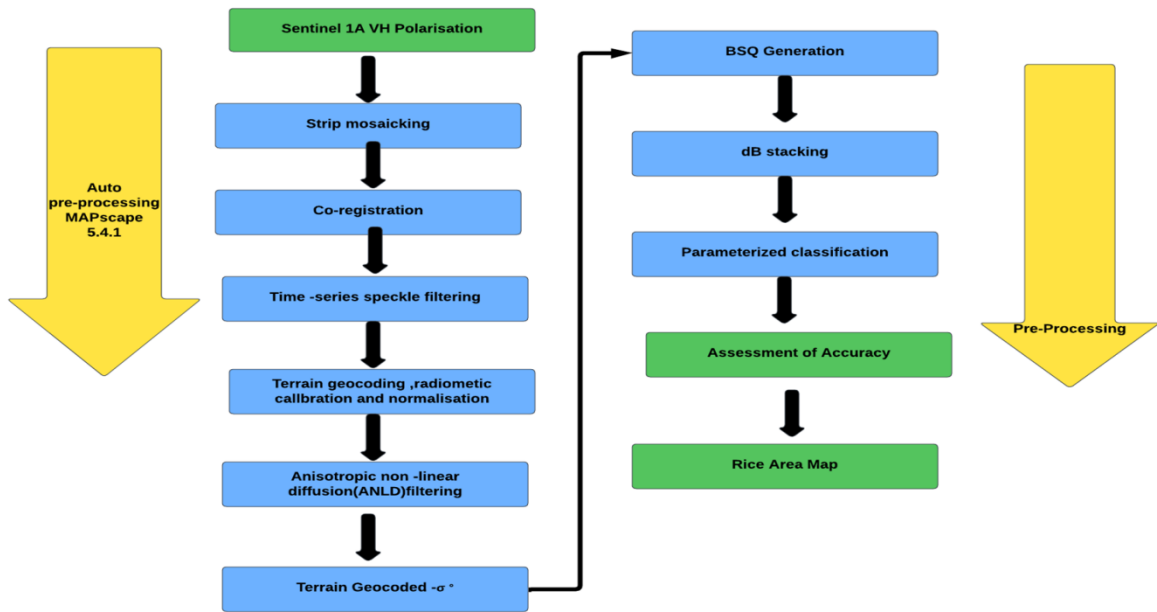 Auto
pre-processing
MAPscape
5.4.1
Sentinel 1A VH Polarisation
Strip mosaicking
Co-registration
Time -series speckle filtering
Terrain geocoding ,radiometic
callbration and normalisation
Anisotropic non -linear
diffusion(ANLD)filtering
Terrain Geocoded -σ °
BSQ Generation
dB stacking
Parameterized classification
Assessment of Accuracy
Rice Area Map
Pre-Processing